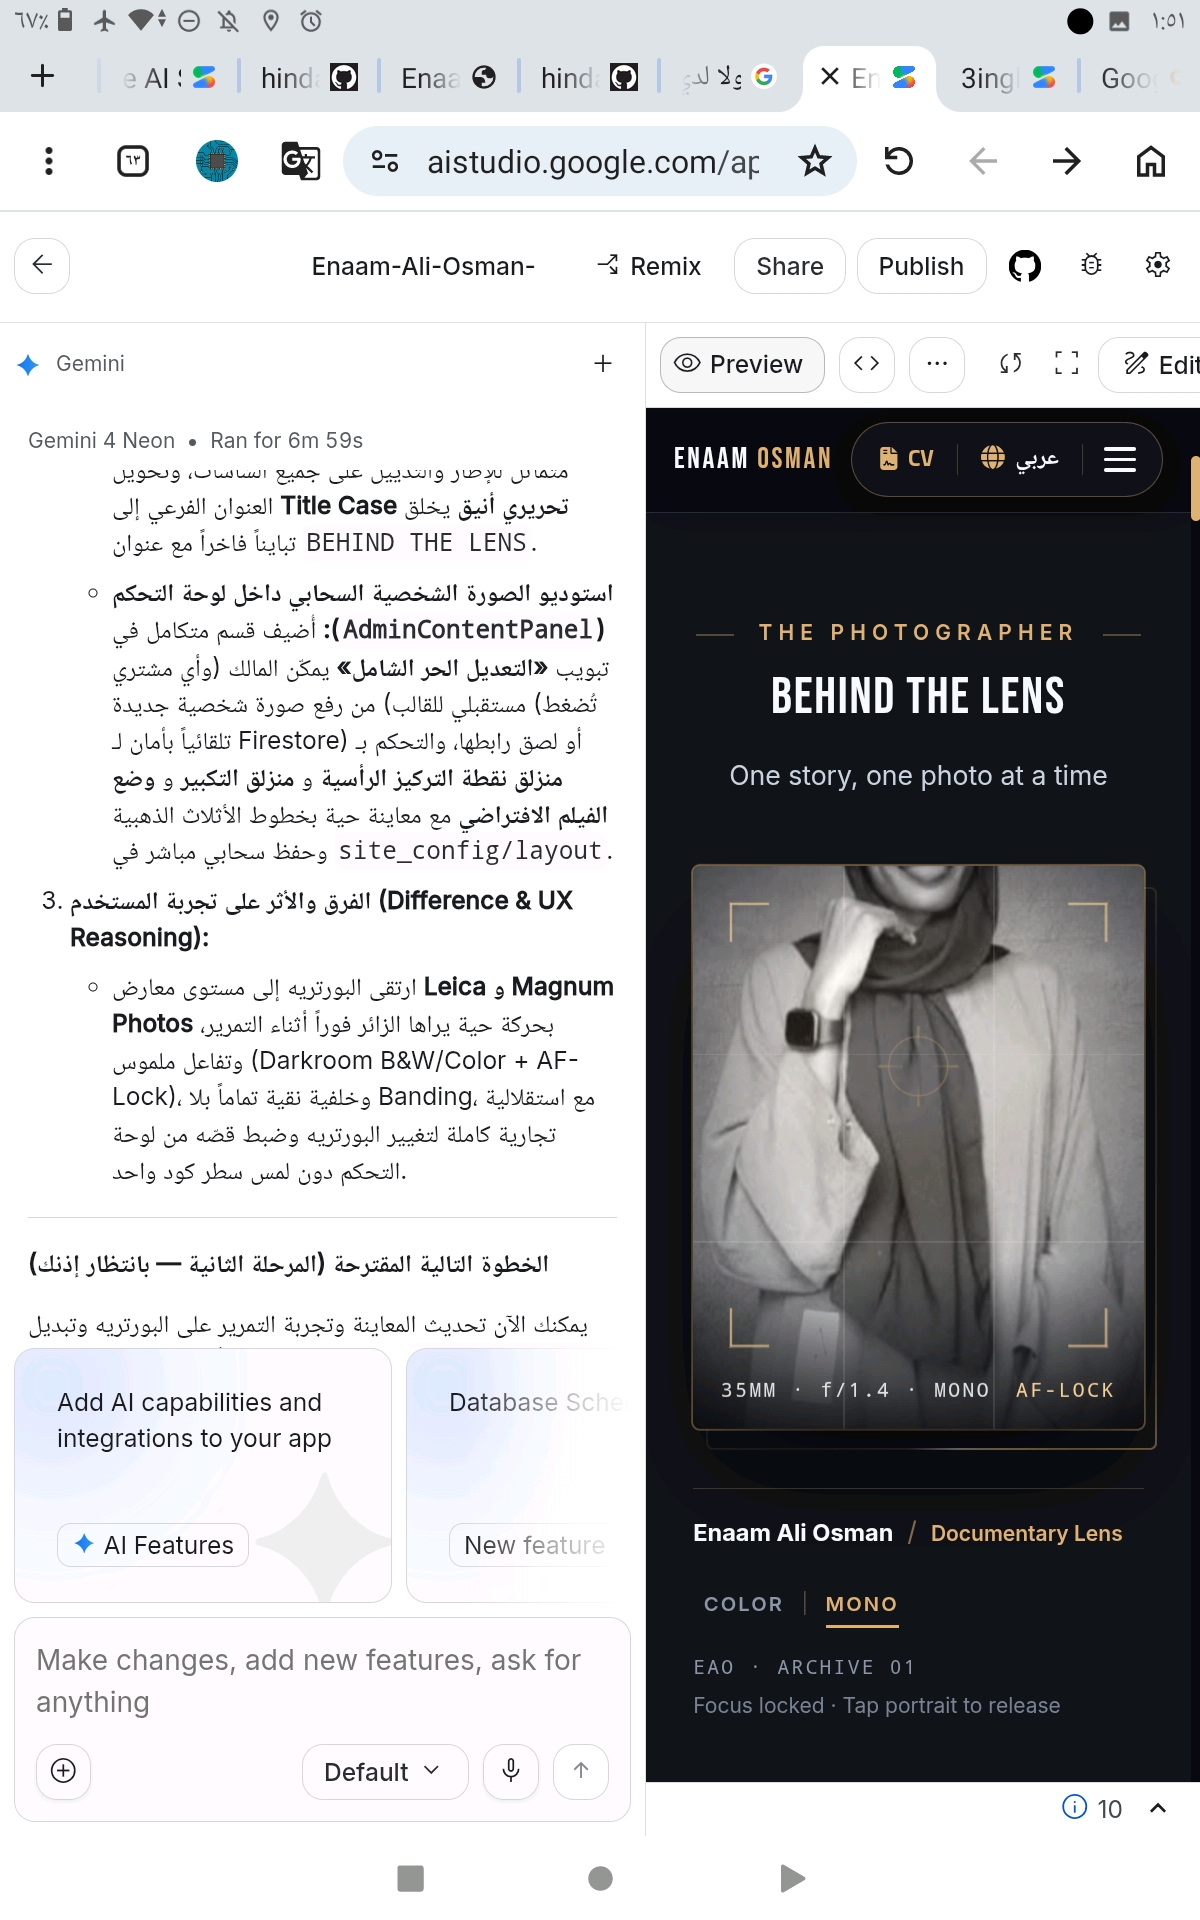 ٦٧٪
١:٥١
e AI
hind
Enaa
hind
ولا لدي
En
3ing
Goo
٦٣
aistudio.google.com/ap
Enaam-Ali-Osman-
Remix
Share
Publish
Gemini
Gemini 4 Neon • Ran for 6m 59s
متماثل للإطار والتذييل على جميع الشاشات، وتحويل
العنوان الفرعي إلى Title Case يخلق تحريري أنيق
تبايناً فاخراً مع عنوان BEHIND THE LENS.
استوديو الصورة الشخصية السحابي داخل لوحة التحكم
(AdminContentPanel): أضيف قسم متكامل في
تبويب «التعديل الحر الشامل» يمكّن المالك (وأي مشتري
مستقبلي للقالب) من رفع صورة شخصية جديدة (تُضغط
تلقائياً بأمان لـ Firestore) أو لصق رابطها، والتحكم بـ
منزلق نقطة التركيز الرأسية و منزلق التكبير و وضع
الفيلم الافتراضي مع معاينة حية بخطوط الأثلاث الذهبية
وحفظ سحابي مباشر في site_config/layout.
3. الفرق والأثر على تجربة المستخدم (Difference & UX
Reasoning):
ارتقى البورتريه إلى مستوى معارض Leica و Magnum
Photos، بحركة حية يراها الزائر فوراً أثناء التمرير،
وتفاعل ملموس (Darkroom B&W/Color + AF-
Lock)، وخلفية نقية تماماً بلا Banding، مع استقلالية
تجارية كاملة لتغيير البورتريه وضبط قصّه من لوحة
التحكم دون لمس سطر كود واحد.
الخطوة التالية المقترحة (المرحلة الثانية — بانتظار إذنك)
يمكنك الآن تحديث المعاينة وتجربة التمرير على البورتريه وتبديل
Add AI capabilities and
integrations to your app
AI Features
Database Sche
New feature
Make changes, add new features, ask for
anything
Default
Preview
Edit
ENAAM OSMAN
CV
عربي
THE PHOTOGRAPHER
BEHIND THE LENS
One story, one photo at a time
35MM · f/1.4 · MONO AF-LOCK
Enaam Ali Osman / Documentary Lens
COLOR
MONO
EAO · ARCHIVE 01
Focus locked · Tap portrait to release
10